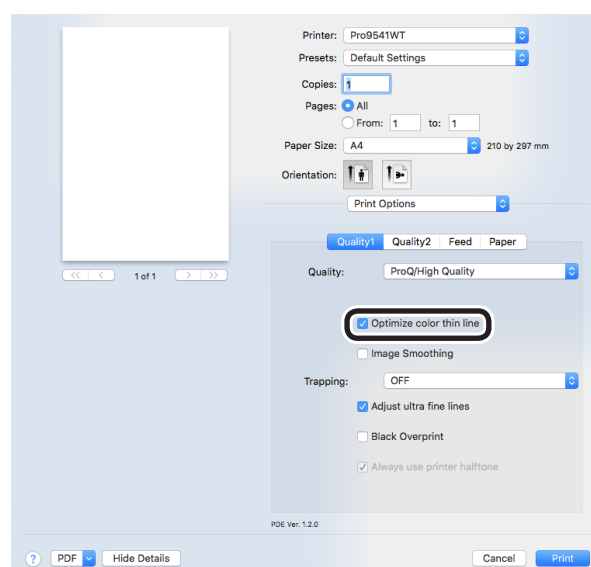 Printer: Pro9541WT
Presets: Default Settings
Copies: 1
Pages: All
From: 1 to: 1
Paper Size: A4 210 by 297 mm
Orientation:
Print Options
Quality1 Quality2 Feed Paper
<< < 1 of 1 > >>
Quality: ProQ/High Quality
Optimize color thin line
Image Smoothing
Trapping: OFF
Adjust ultra fine lines
Black Overprint
Always use printer halftone
PDE Ver. 1.2.0
? PDF Hide Details Cancel Print